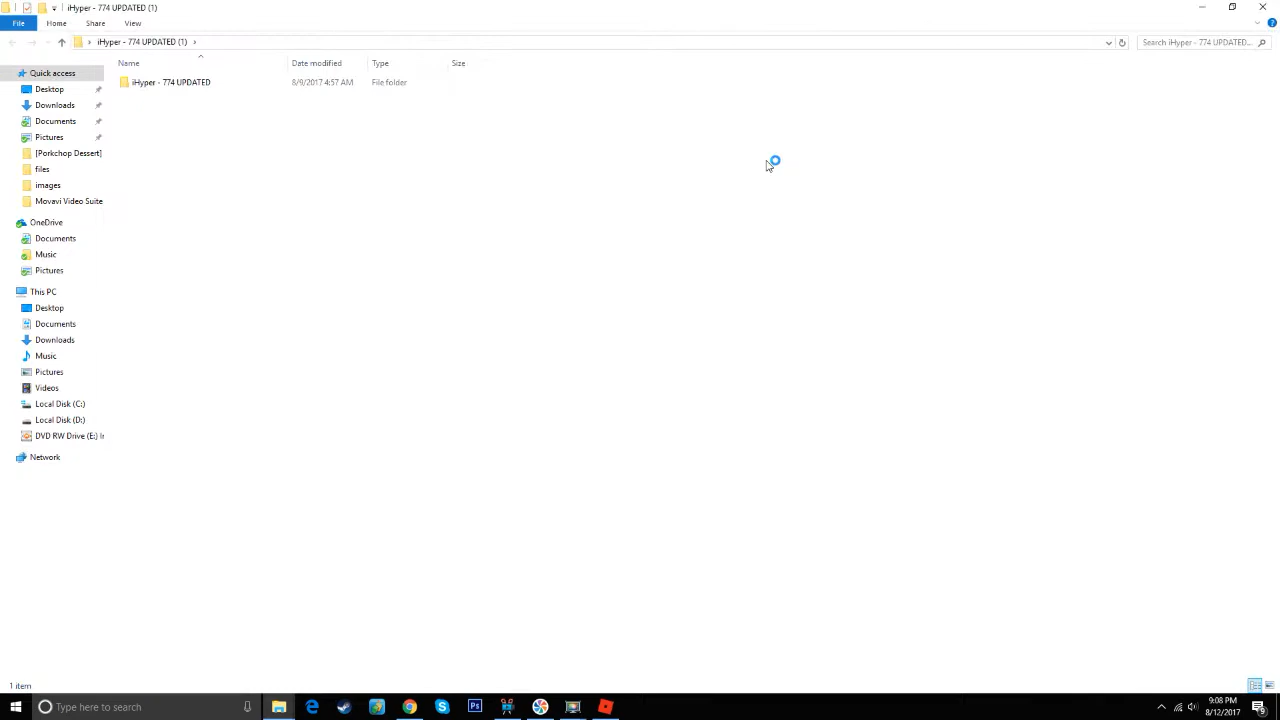 iHyper - 774 UPDATED (1)
File Home Share View
iHyper - 774 UPDATED (1)
Search iHyper - 774 UPDATED...
Name Date modified Type Size
iHyper - 774 UPDATED 8/9/2017 4:57 AM File folder
Quick access
Desktop
Downloads
Documents
Pictures
[Porkchop Dessert]
files
images
Movavi Video Suite
OneDrive
Documents
Music
Pictures
This PC
Desktop
Documents
Downloads
Music
Pictures
Videos
Local Disk (C:)
Local Disk (D:)
DVD RW Drive (E:) Ir
Network
1 item
Type here to search
Ps
9:08 PM
8/12/2017